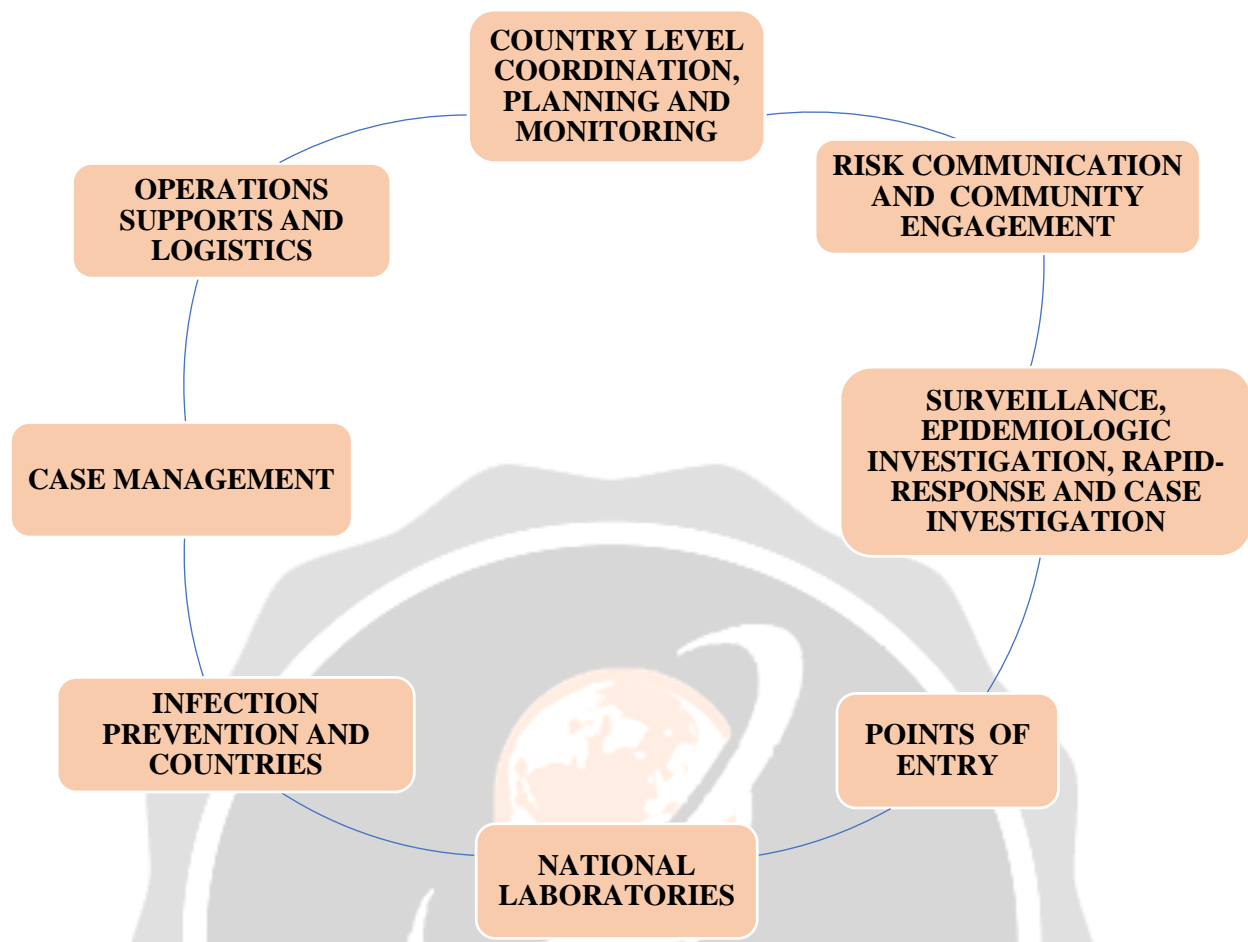 COUNTRY LEVEL
COORDINATION,
PLANNING AND
MONITORING
RISK COMMUNICATION
AND COMMUNITY
ENGAGEMENT
SURVEILLANCE,
EPIDEMIOLOGIC
INVESTIGATION, RAPID-
RESPONSE AND CASE
INVESTIGATION
POINTS OF
ENTRY
NATIONAL
LABORATORIES
INFECTION
PREVENTION AND
COUNTRIES
CASE MANAGEMENT
OPERATIONS
SUPPORTS AND
LOGISTICS